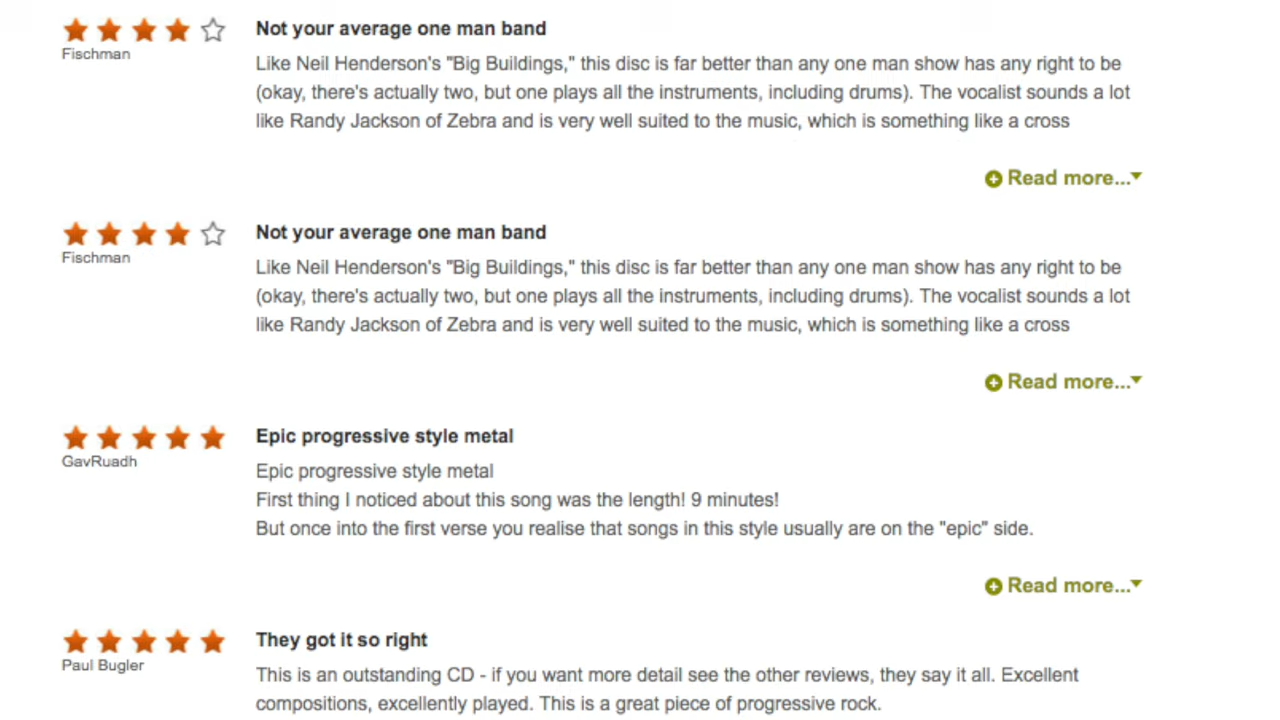 Not your average one man band
Fischman
Like Neil Henderson's "Big Buildings," this disc is far better than any one man show has any right to be
(okay, there's actually two, but one plays all the instruments, including drums). The vocalist sounds a lot
like Randy Jackson of Zebra and is very well suited to the music, which is something like a cross
Read more...
Not your average one man band
Fischman
Like Neil Henderson's "Big Buildings," this disc is far better than any one man show has any right to be
(okay, there's actually two, but one plays all the instruments, including drums). The vocalist sounds a lot
like Randy Jackson of Zebra and is very well suited to the music, which is something like a cross
Read more...
Epic progressive style metal
GavRuadh
Epic progressive style metal
First thing I noticed about this song was the length! 9 minutes!
But once into the first verse you realise that songs in this style usually are on the "epic" side.
Read more...
They got it so right
Paul Bugler
This is an outstanding CD - if you want more detail see the other reviews, they say it all. Excellent
compositions, excellently played. This is a great piece of progressive rock.